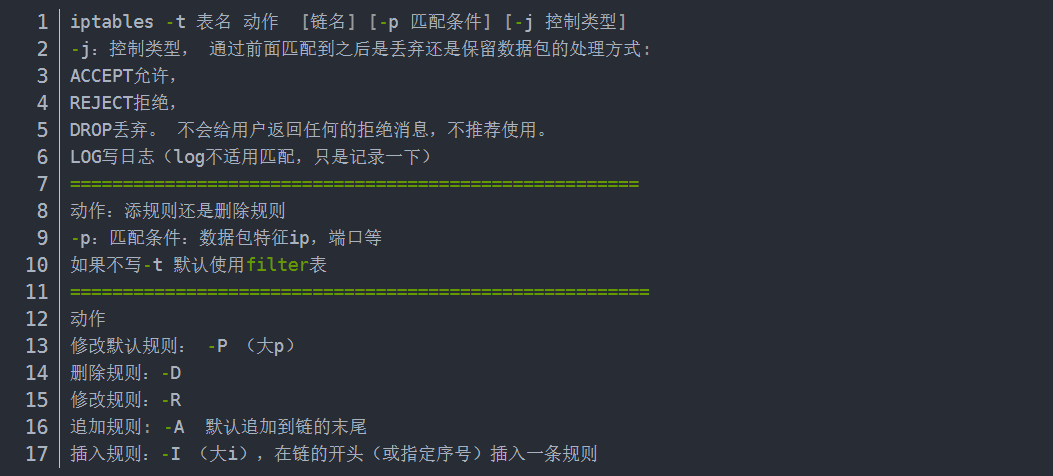 1 iptables -t 表名 动作  [链名] [-p 匹配条件] [-j 控制类型]
2 -j：控制类型， 通过前面匹配到之后是丢弃还是保留数据包的处理方式:
3 ACCEPT允许，
4 REJECT拒绝，
5 DROP丢弃。 不会给用户返回任何的拒绝消息，不推荐使用。
6 LOG写日志（log不适用匹配，只是记录一下）
7 ======================================================
8 动作：添规则还是删除规则
9 -p：匹配条件：数据包特征ip，端口等
10 如果不写-t 默认使用filter表
11 =======================================================
12 动作
13 修改默认规则： -P （大p）
14 删除规则：-D
15 修改规则：-R
16 追加规则: -A  默认追加到链的末尾
17 插入规则：-I （大i），在链的开头（或指定序号）插入一条规则